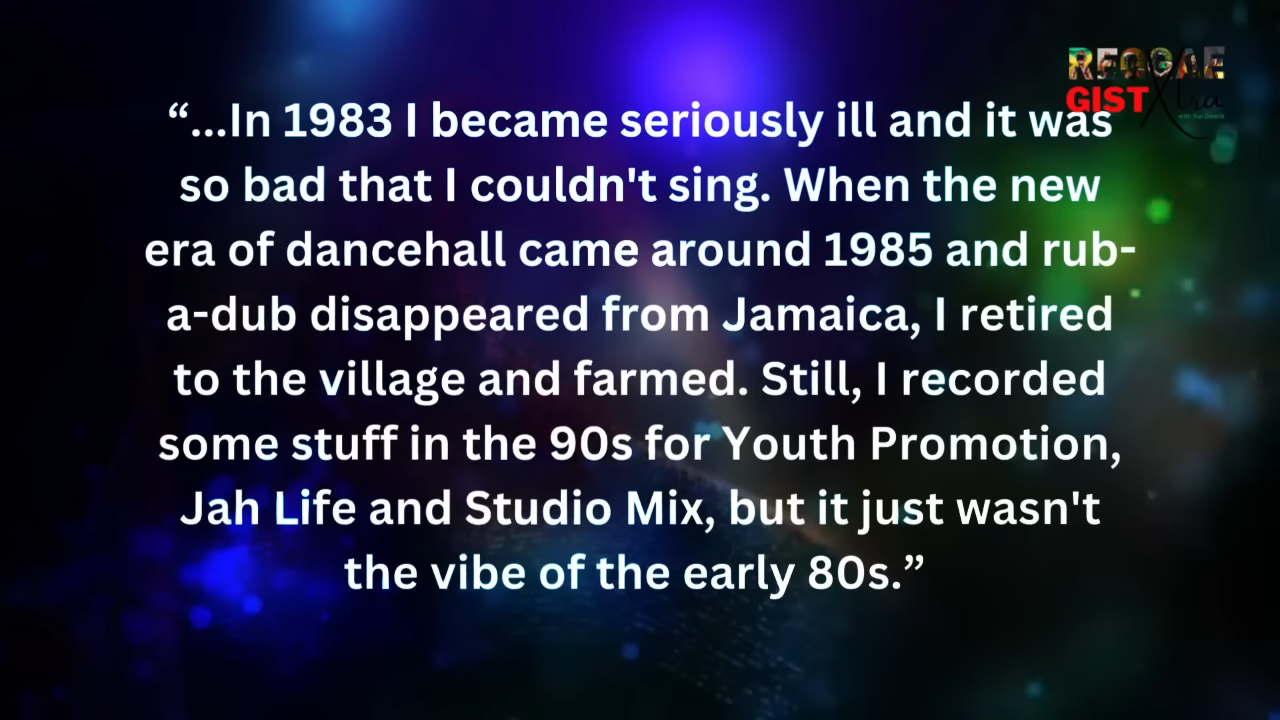 REGGAE
GISTXtra
“...In 1983 I became seriously ill and it was
so bad that I couldn't sing. When the new
era of dancehall came around 1985 and rub-
a-dub disappeared from Jamaica, I retired
to the village and farmed. Still, I recorded
some stuff in the 90s for Youth Promotion,
Jah Life and Studio Mix, but it just wasn't
the vibe of the early 80s.”